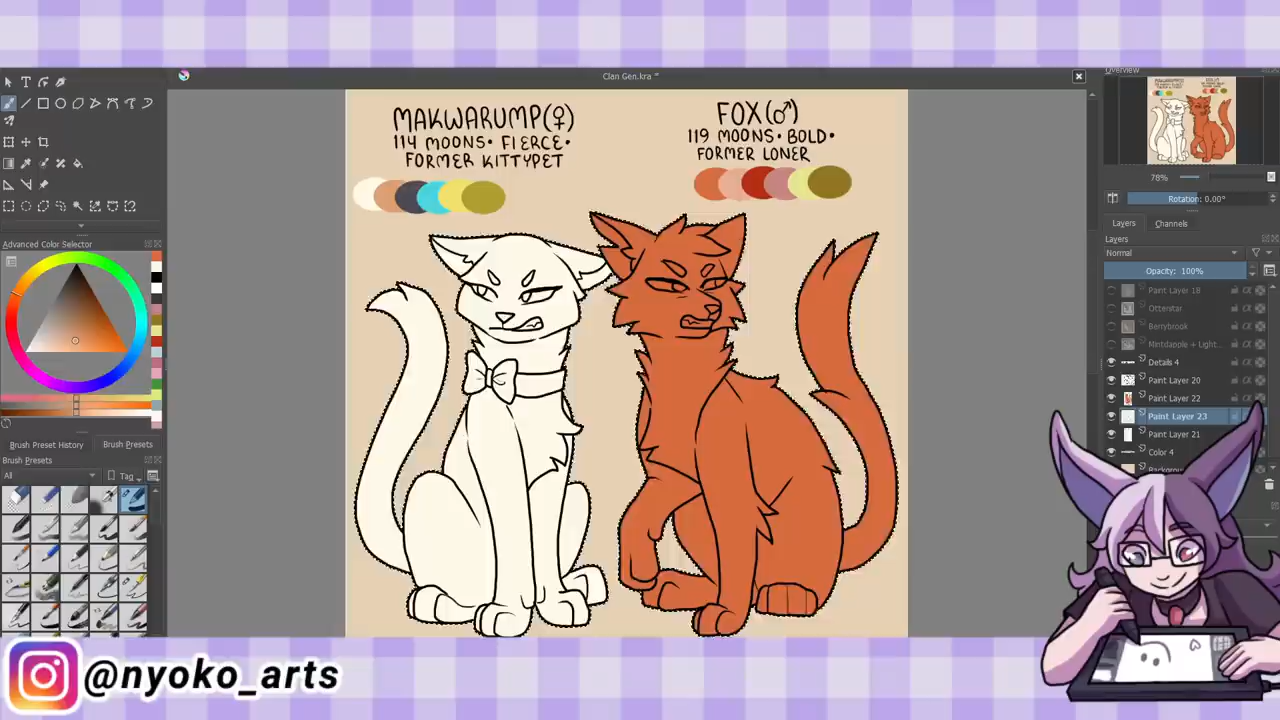 Clan Gen.kra *
Overview
78%
Rotation: 0.00°
Layers
Channels
Layers
Normal
Opacity: 100%
Paint Layer 18
Otterstar
Berrybrook
Mintdapple + Light...
Details 4
Paint Layer 20
Paint Layer 22
Paint Layer 23
Paint Layer 21
Color 4
Advanced Color Selector
Brush Preset History
Brush Presets
Brush Presets
All
Tag
MAKWARUMP(♀)
114 MOONS• FIERCE•
FORMER KITTYPET
FOX(♂)
119 MOONS• BOLD•
FORMER LONER
@nyoko_arts